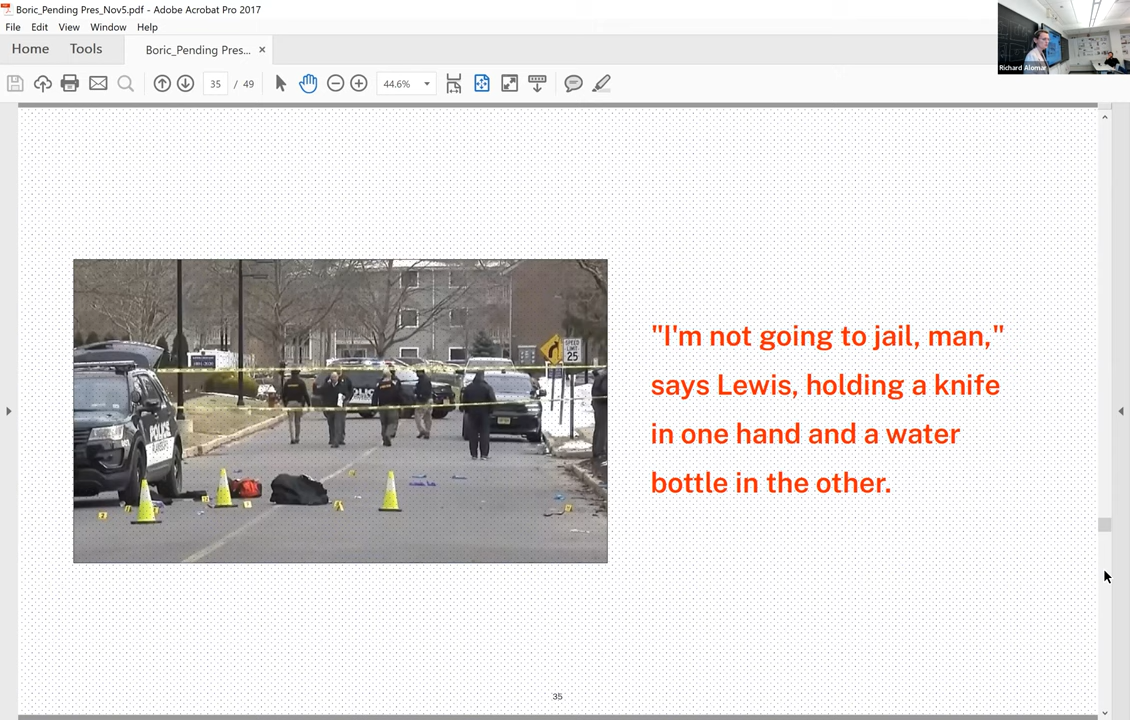 Boric_Pending Pres_Nov5.pdf - Adobe Acrobat Pro 2017
File Edit View Window Help
Home Tools Boric_Pending Pres... ×
35 / 49 44.6%
Richard Alomar
"I'm not going to jail, man,"
says Lewis, holding a knife
in one hand and a water
bottle in the other.
SPEED
LIMIT
25
POLICE
POLICE
35